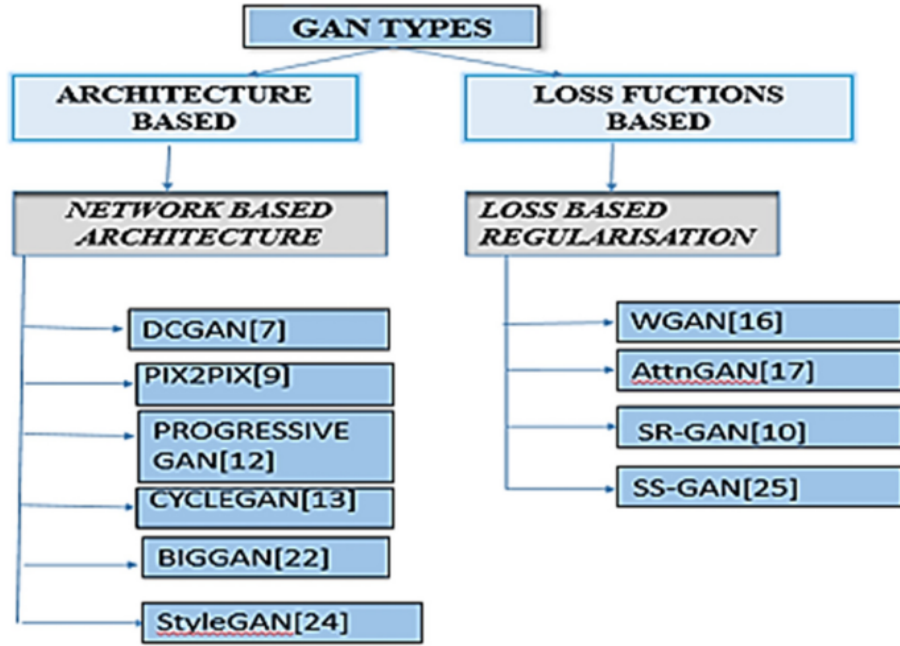 GAN TYPES
ARCHITECTURE
BASED
LOSS FUCTIONS
BASED
NETWORK BASED
ARCHITECTURE
LOSS BASED
REGULARISATION
DCGAN[7]
PIX2PIX[9]
PROGRESSIVE
GAN[12]
CYCLEGAN[13]
BIGGAN[22]
StyleGAN[24]
WGAN[16]
AttnGAN[17]
SR-GAN[10]
SS-GAN[25]